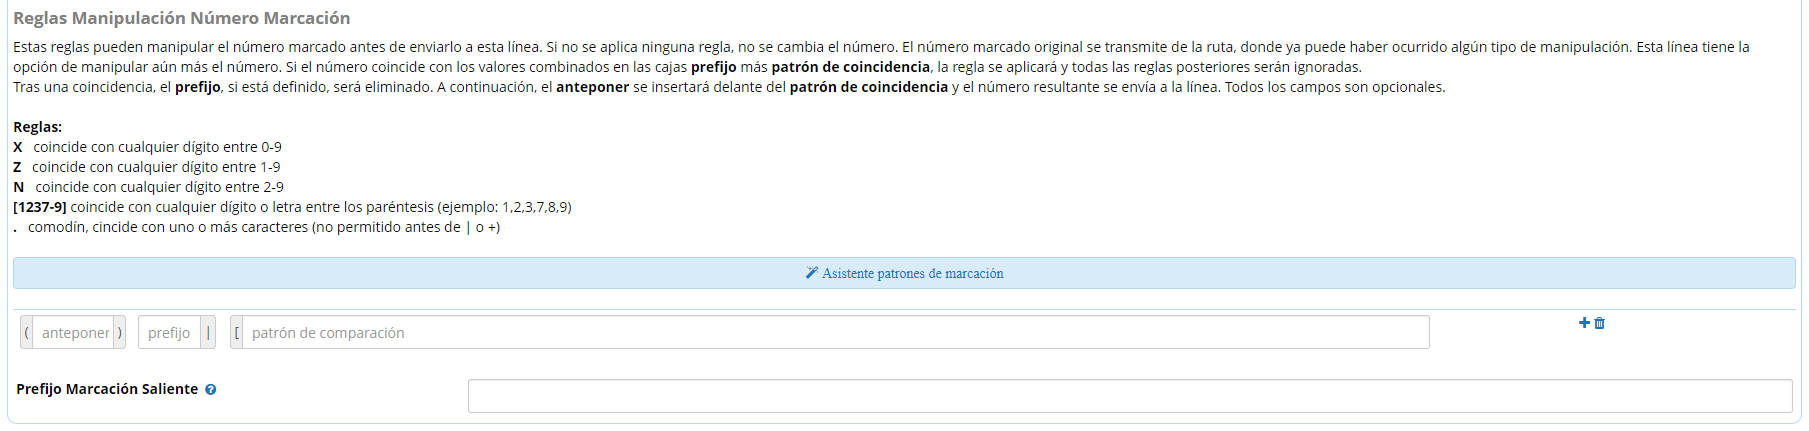 Reglas Manipulación Número Marcación
Estas reglas pueden manipular el número marcado antes de enviarlo a esta línea. Si no se aplica ninguna regla, no se cambia el número. El número marcado original se transmite de la ruta, donde ya puede haber ocurrido algún tipo de manipulación. Esta línea tiene la
opción de manipular aún más el número. Si el número coincide con los valores combinados en las cajas prefijo más patrón de coincidencia, la regla se aplicará y todas las reglas posteriores serán ignoradas.
Tras una coincidencia, el prefijo, si está definido, será eliminado. A continuación, el anteponer se insertará delante del patrón de coincidencia y el número resultante se envía a la línea. Todos los campos son opcionales.
Reglas:
X coincide con cualquier dígito entre 0-9
Z coincide con cualquier dígito entre 1-9
N coincide con cualquier dígito entre 2-9
[1237-9] coincide con cualquier dígito o letra entre los paréntesis (ejemplo: 1,2,3,7,8,9)
. comodín, cincide con uno o más caracteres (no permitido antes de | o +)
Asistente patrones de marcación
( anteponer ) prefijo | [ patrón de comparación
Prefijo Marcación Saliente ?